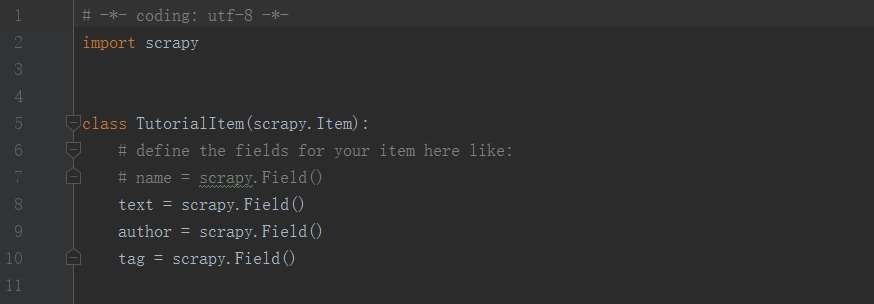 1 # -*- coding: utf-8 -*-
2 import scrapy
3
4
5 class TutorialItem(scrapy.Item):
6     # define the fields for your item here like:
7     # name = scrapy.Field()
8     text = scrapy.Field()
9     author = scrapy.Field()
10     tag = scrapy.Field()
11